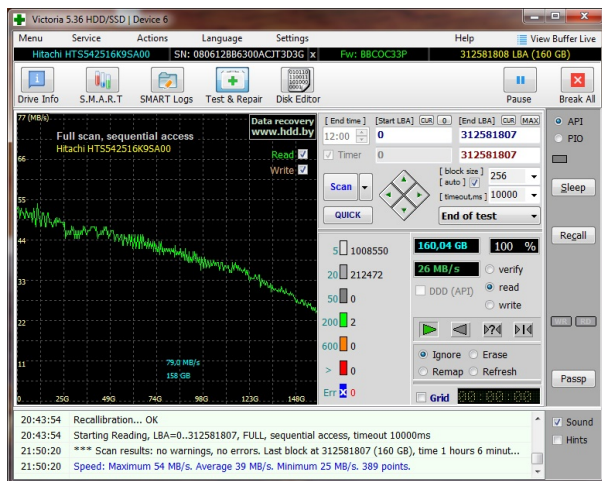 Victoria 5.36 HDD/SSD | Device 6
Menu Service Actions Language Settings Help View Buffer Live
Hitachi HTS542516K9SA00 SN: 080612BB6300ACJT3D3G x Fw: BBCOC33P 312581808 LBA (160 GB)
Drive Info S.M.A.R.T SMART Logs Test & Repair Disk Editor Pause Break All
77 (MB/s)
Full scan, sequential access
Hitachi HTS542516K9SA00
Data recovery
www.hdd.by
Read
Write
66
55
44
33
22
11
0
79,0 MB/s
158 GB
25G 49G 74G 98G 123G 148G
[ End time ] [Start LBA] CUR 0 [End LBA] CUR MAX
12:00 0 312581807
Timer 0 312581807
[ block size ]
[ auto ] 256
[ timeout,ms ] 10000
Scan
QUICK
End of test
5 1008550
20 212472
50 0
200 2
600 0
> 0
Err x 0
160,04 GB 100 %
26 MB/s
verify
DDD (API) read
write
Ignore Erase
Remap Refresh
Grid
API
PIO
Sleep
Recall
Passp
20:43:54 Recallibration... OK
20:43:54 Starting Reading, LBA=0..312581807, FULL, sequential access, timeout 10000ms
21:50:20 *** Scan results: no warnings, no errors. Last block at 312581807 (160 GB), time 1 hours 6 minut...
21:50:20 Speed: Maximum 54 MB/s. Average 39 MB/s. Minimum 25 MB/s. 389 points.
Sound
Hints